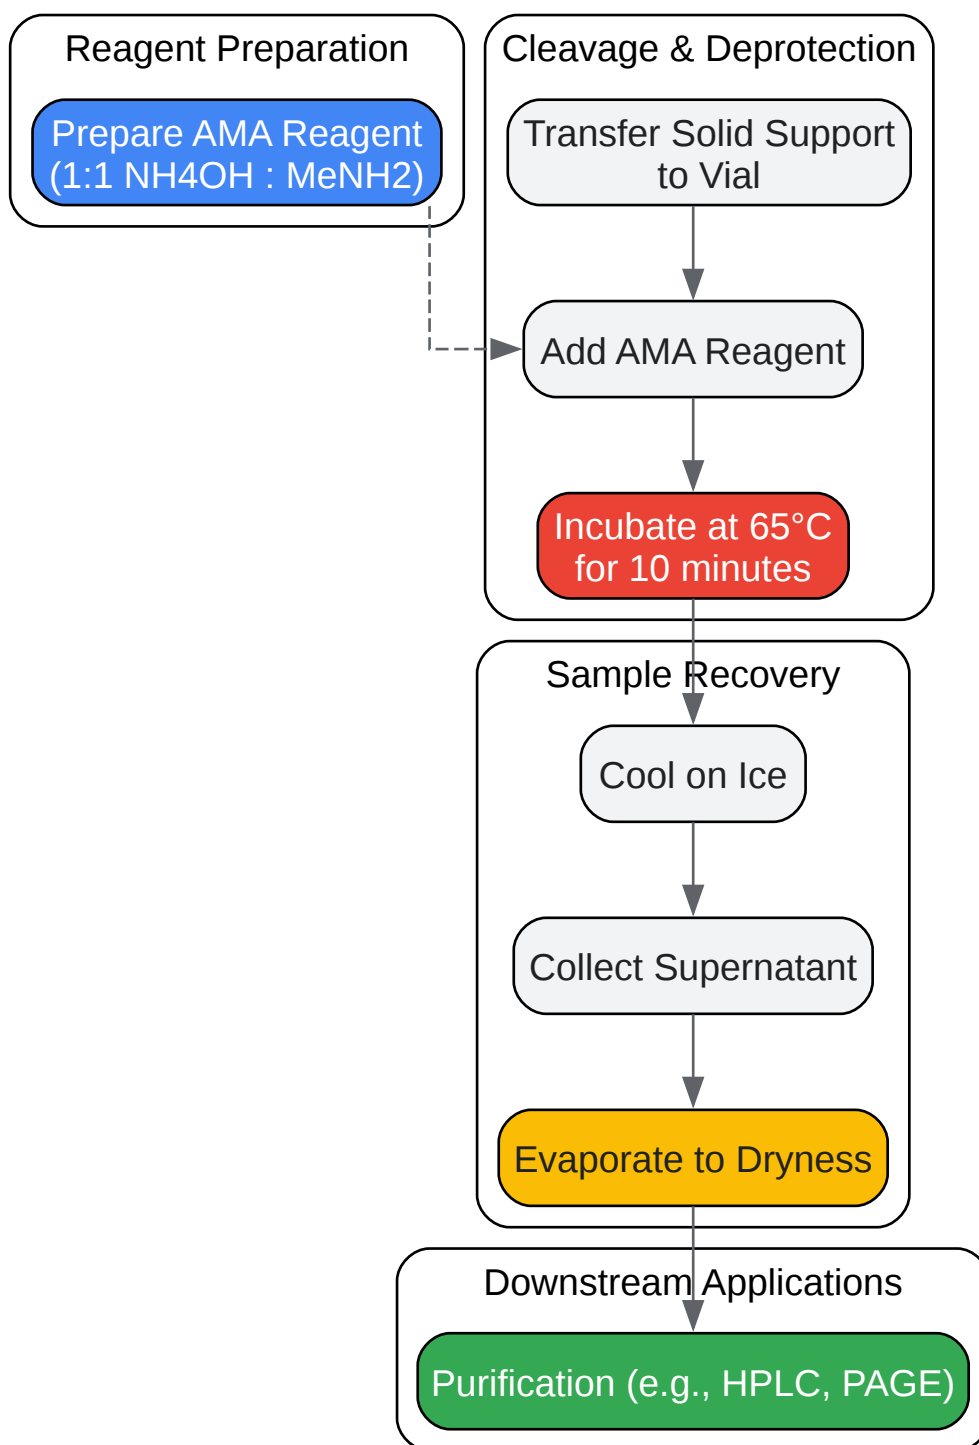 Reagent Preparation
Prepare AMA Reagent
(1:1 NH4OH : MeNH2)
Cleavage & Deprotection
Transfer Solid Support
to Vial
Add AMA Reagent
Incubate at 65°C
for 10 minutes
Sample Recovery
Cool on Ice
Collect Supernatant
Evaporate to Dryness
Downstream Applications
Purification (e.g., HPLC, PAGE)